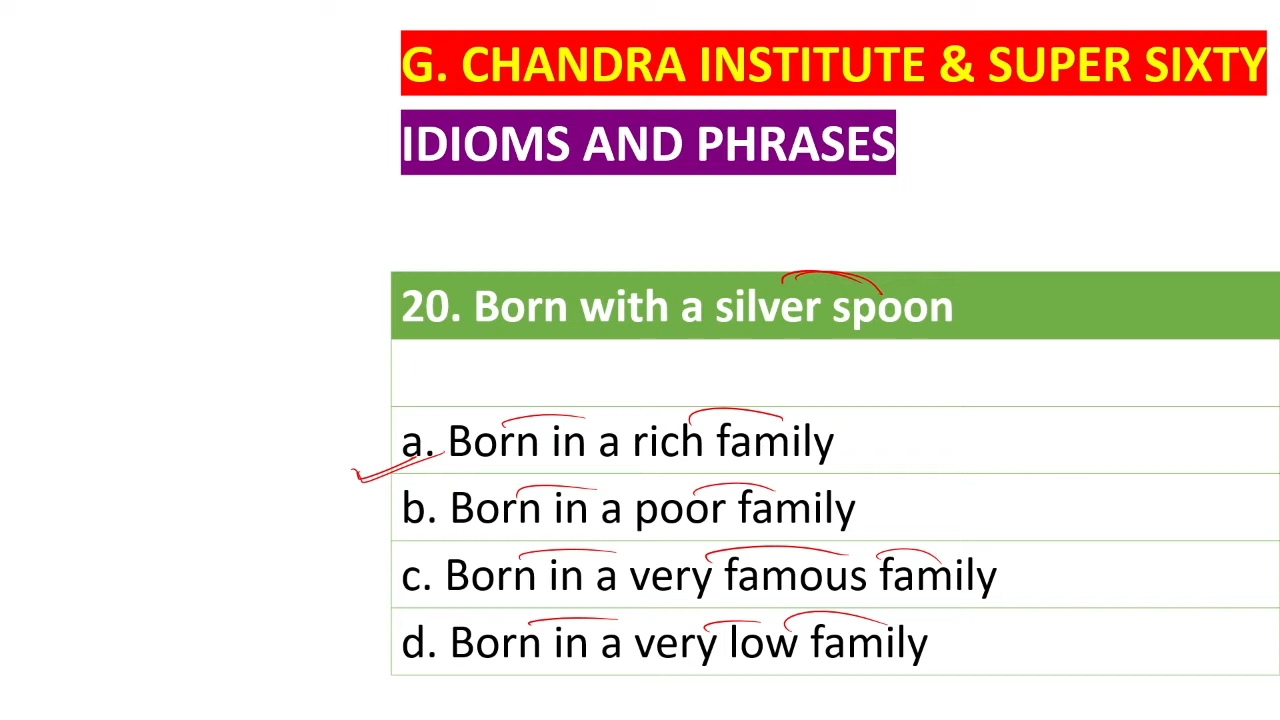 G. CHANDRA INSTITUTE & SUPER SIXTY
IDIOMS AND PHRASES
20. Born with a silver spoon
a. Born in a rich family
b. Born in a poor family
c. Born in a very famous family
d. Born in a very low family